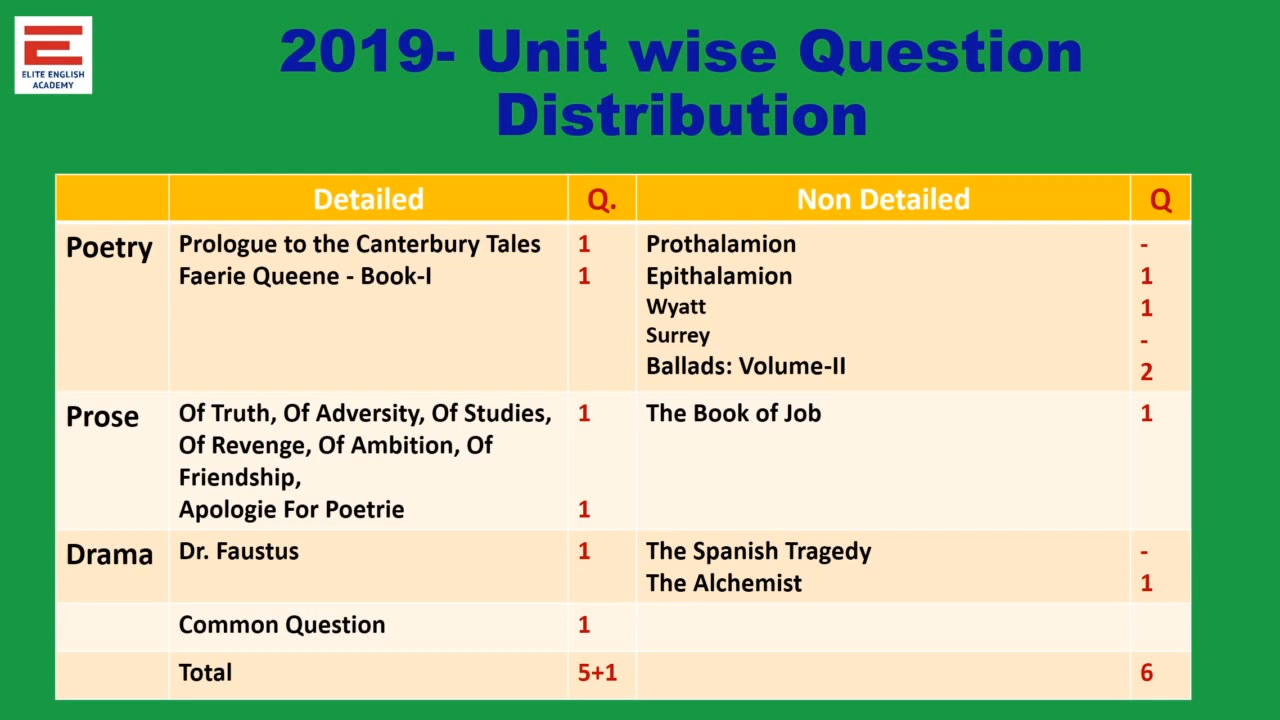 ELITE ENGLISH
ACADEMY
2019- Unit wise Question
Distribution
Detailed Q. Non Detailed Q
Poetry Prologue to the Canterbury Tales 1 Prothalamion -
Faerie Queene - Book-I 1 Epithalamion 1
Wyatt 1
Surrey -
Ballads: Volume-II 2
Prose Of Truth, Of Adversity, Of Studies, 1 The Book of Job 1
Of Revenge, Of Ambition, Of
Friendship,
Apologie For Poetrie 1
Drama Dr. Faustus 1 The Spanish Tragedy -
The Alchemist 1
Common Question 1
Total 5+1 6